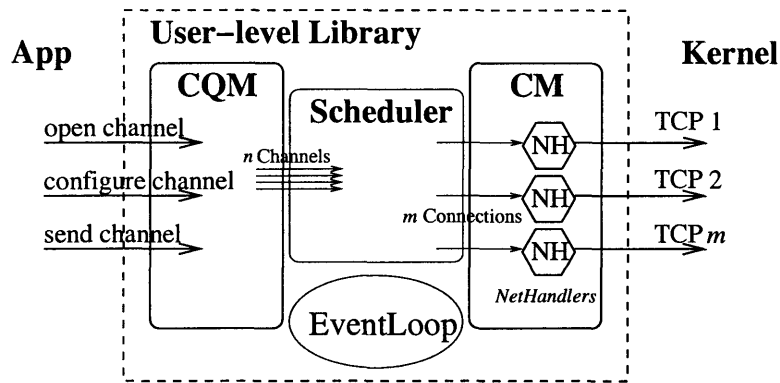 User-level Library
App
Kernel
CQM
Scheduler
CM
open channel
n Channels
NH
TCP 1
configure channel
NH
TCP 2
m Connections
send channel
NH
TCP m
NetHandlers
EventLoop